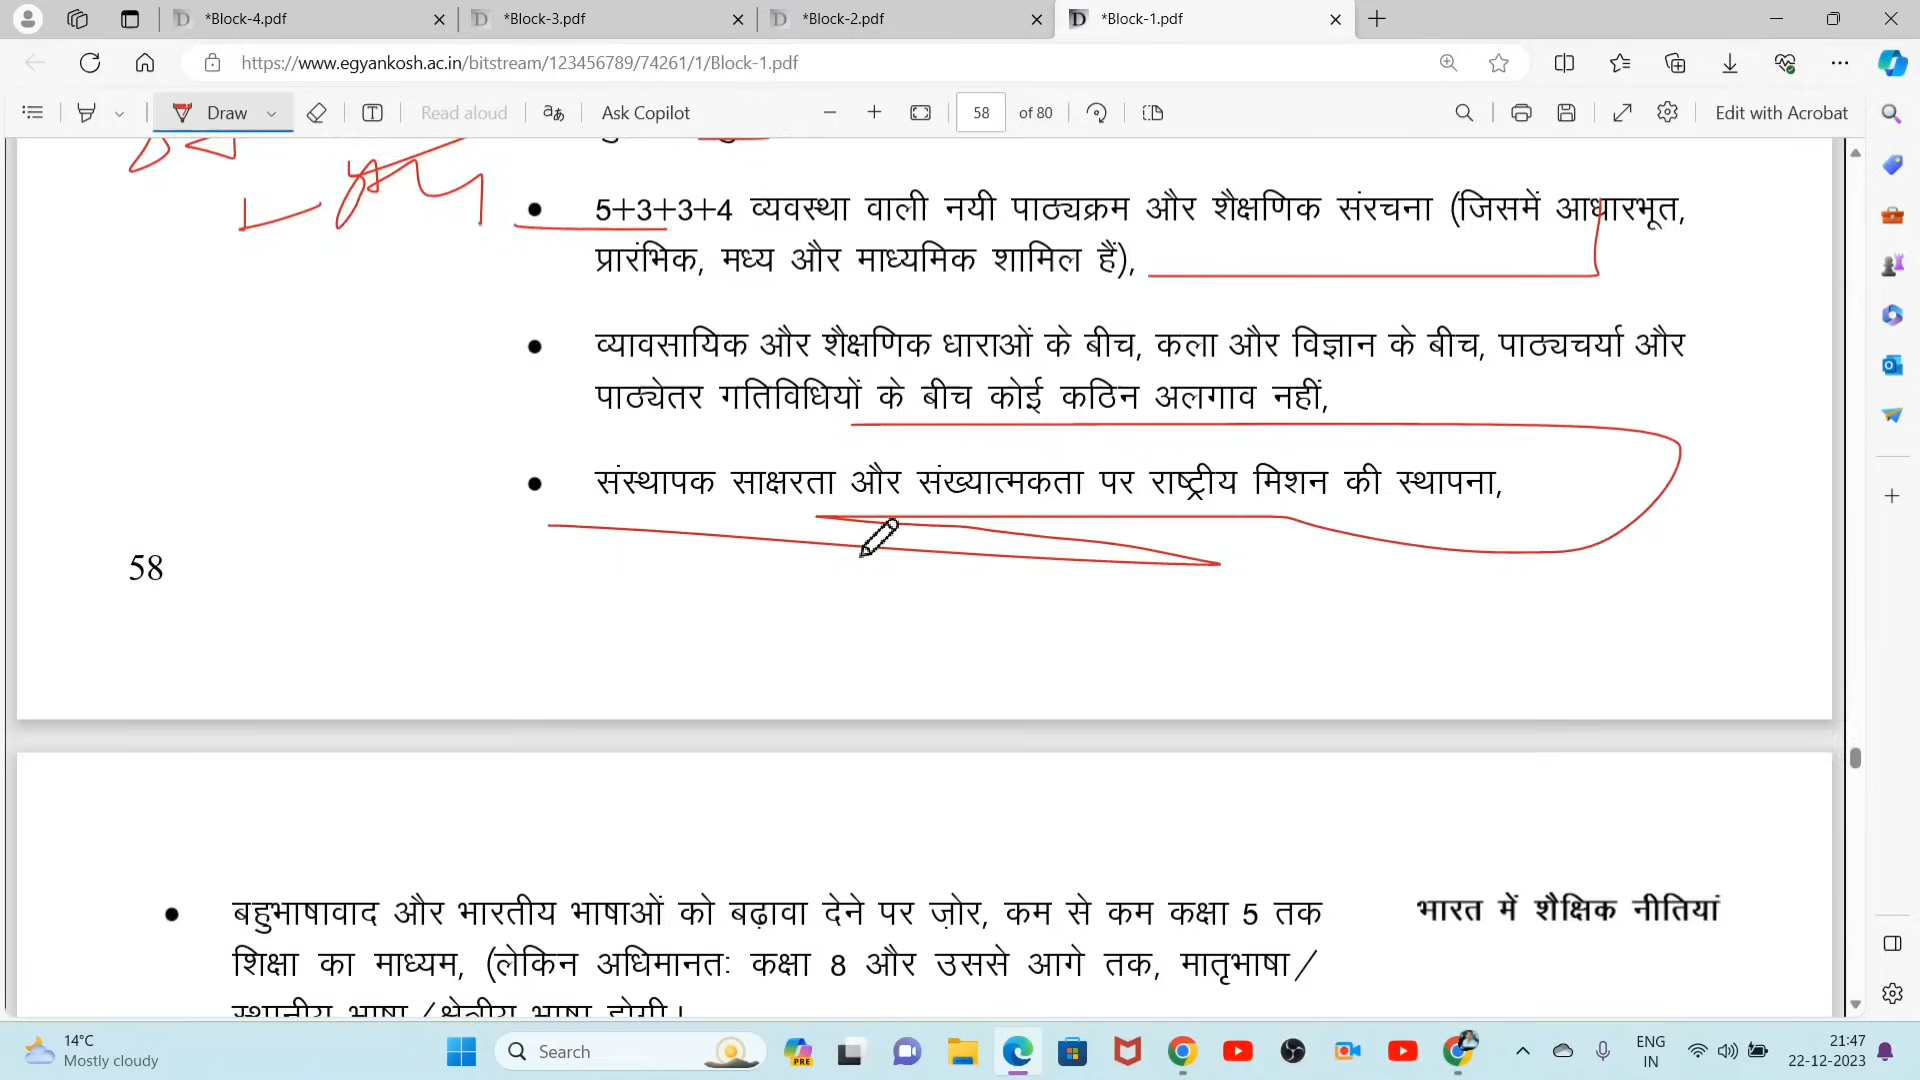 *Block-4.pdf
*Block-3.pdf
*Block-2.pdf
*Block-1.pdf
https://www.egyankosh.ac.in/bitstream/123456789/74261/1/Block-1.pdf
Draw
Read aloud
Ask Copilot
58 of 80
Edit with Acrobat
5+3+3+4 व्यवस्था वाली नयी पाठ्यक्रम और शैक्षणिक संरचना (जिसमें आधारभूत,
प्रारंभिक, मध्य और माध्यमिक शामिल हैं),
व्यावसायिक और शैक्षणिक धाराओं के बीच, कला और विज्ञान के बीच, पाठ्यचर्या और
पाठ्येतर गतिविधियों के बीच कोई कठिन अलगाव नहीं,
संस्थापक साक्षरता और संख्यात्मकता पर राष्ट्रीय मिशन की स्थापना,
58
बहुभाषावाद और भारतीय भाषाओं को बढ़ावा देने पर ज़ोर, कम से कम कक्षा 5 तक
भारत में शैक्षिक नीतियां
शिक्षा का माध्यम, (लेकिन अधिमानतः कक्षा 8 और उससे आगे तक, मातृभाषा/
स्थानीय भाषा/क्षेत्रीय भाषा होगी।
14°C
Mostly cloudy
Search
PRE
ENG
IN
21:47
22-12-2023